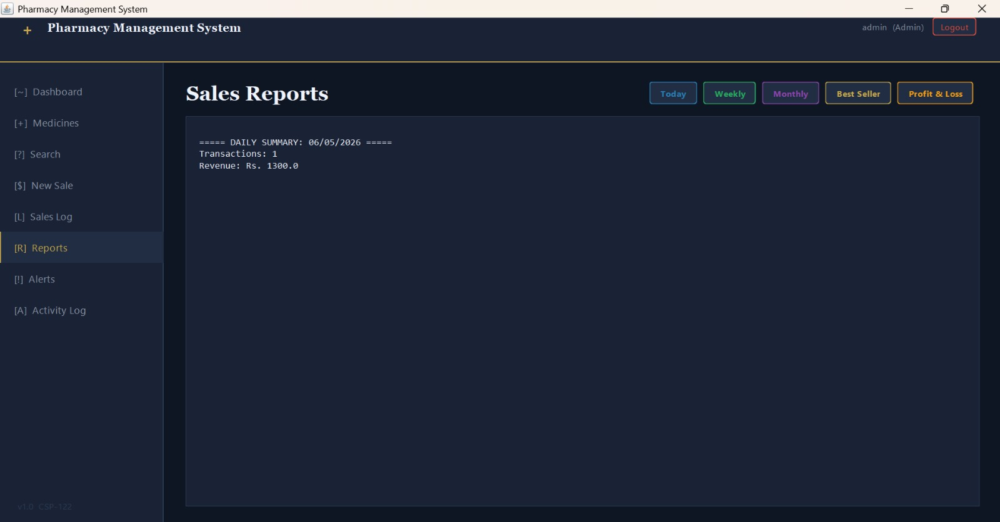 Pharmacy Management System
+ Pharmacy Management System
admin (Admin) Logout
[~] Dashboard
[+] Medicines
[?] Search
[$] New Sale
[L] Sales Log
[R] Reports
[!] Alerts
[A] Activity Log
v1.0 CSP-122
Sales Reports
Today Weekly Monthly Best Seller Profit & Loss
===== DAILY SUMMARY: 06/05/2026 =====
Transactions: 1
Revenue: Rs. 1300.0